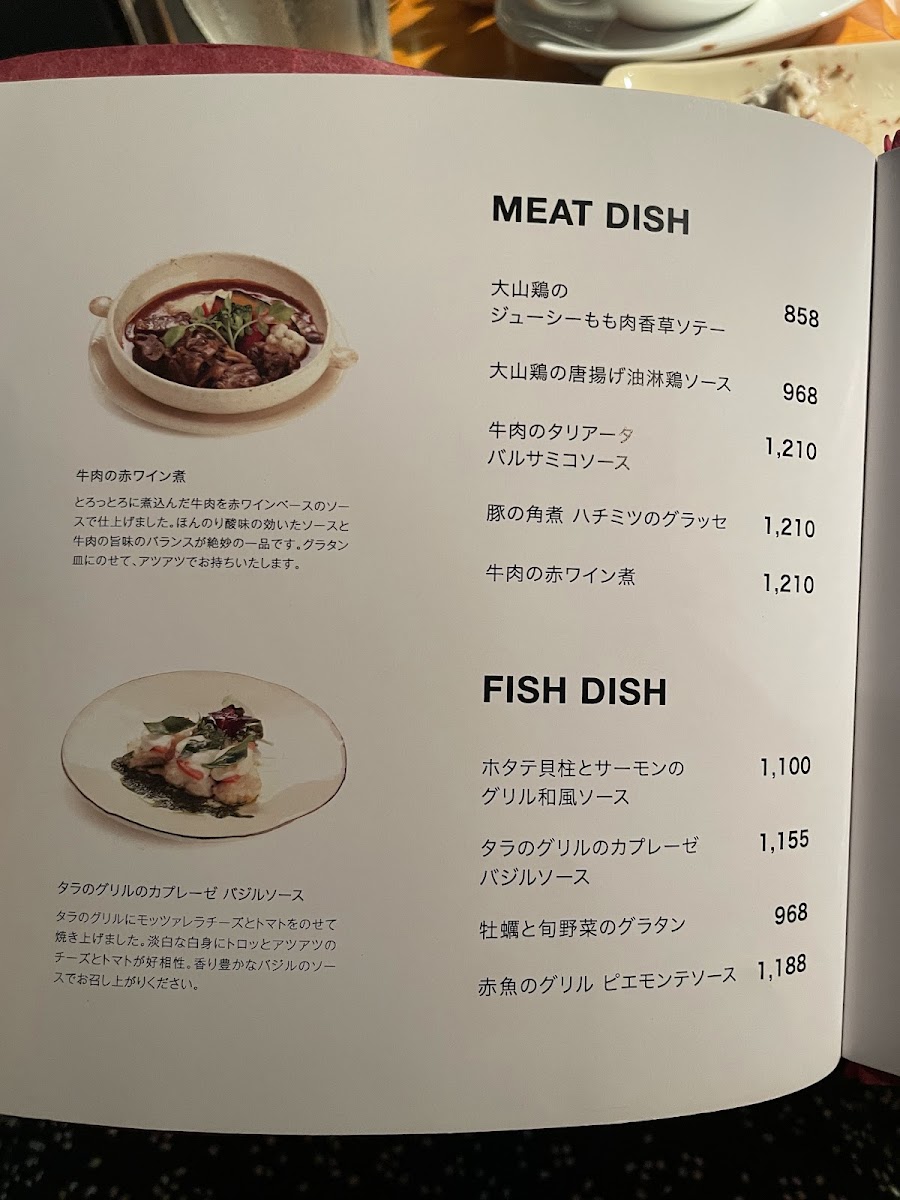 牛肉の赤ワイン煮
とろっとろに煮込んだ牛肉を赤ワインベースのソー
スで仕上げました。ほんのり酸味の効いたソースと
牛肉の旨味のバランスが絶妙の一品です。グラタン
皿にのせて、アツアツでお持ちいたします。
タラのグリルのカプレーゼ バジルソース
タラのグリルにモッツァレラチーズとトマトをのせて
焼き上げました。淡白な白身にトロッとアツアツの
チーズとトマトが好相性。香り豊かなバジルのソー
スでお召し上がりください。
MEAT DISH
大山鶏の
ジューシーもも肉香草ソテー 858
大山鶏の唐揚げ油淋鶏ソース 968
牛肉のタリアータ
バルサミコソース 1,210
豚の角煮 ハチミツのグラッセ 1,210
牛肉の赤ワイン煮 1,210
FISH DISH
ホタテ貝柱とサーモンの 1,100
グリル和風ソース
タラのグリルのカプレーゼ 1,155
バジルソース
牡蠣と旬野菜のグラタン 968
赤魚のグリル ピエモンテソース 1,188